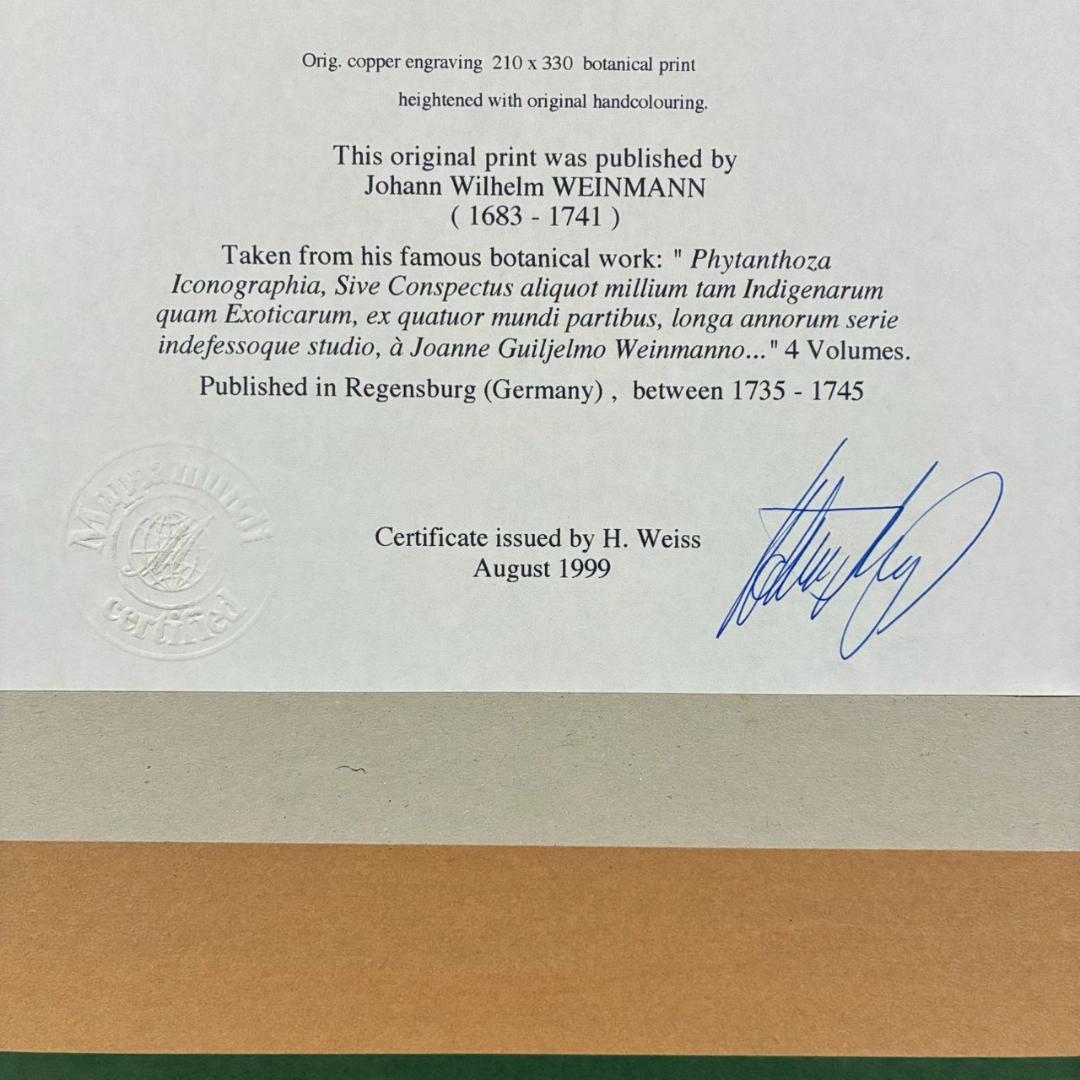 Orig. copper engraving 210 x 330 botanical print
heightened with original handcolouring.
This original print was published by
Johann Wilhelm WEINMANN
( 1683 - 1741 )
Taken from his famous botanical work: " Phytanthoza
Iconographia, Sive Conspectus aliquot millium tam Indigenarum
quam Exoticarum, ex quatuor mundi partibus, longa annorum serie
indefessoque studio, à Joanne Guiljelmo Weinmanno..." 4 Volumes.
Published in Regensburg (Germany) , between 1735 - 1745
Mappamundi
certified
Certificate issued by H. Weiss
August 1999